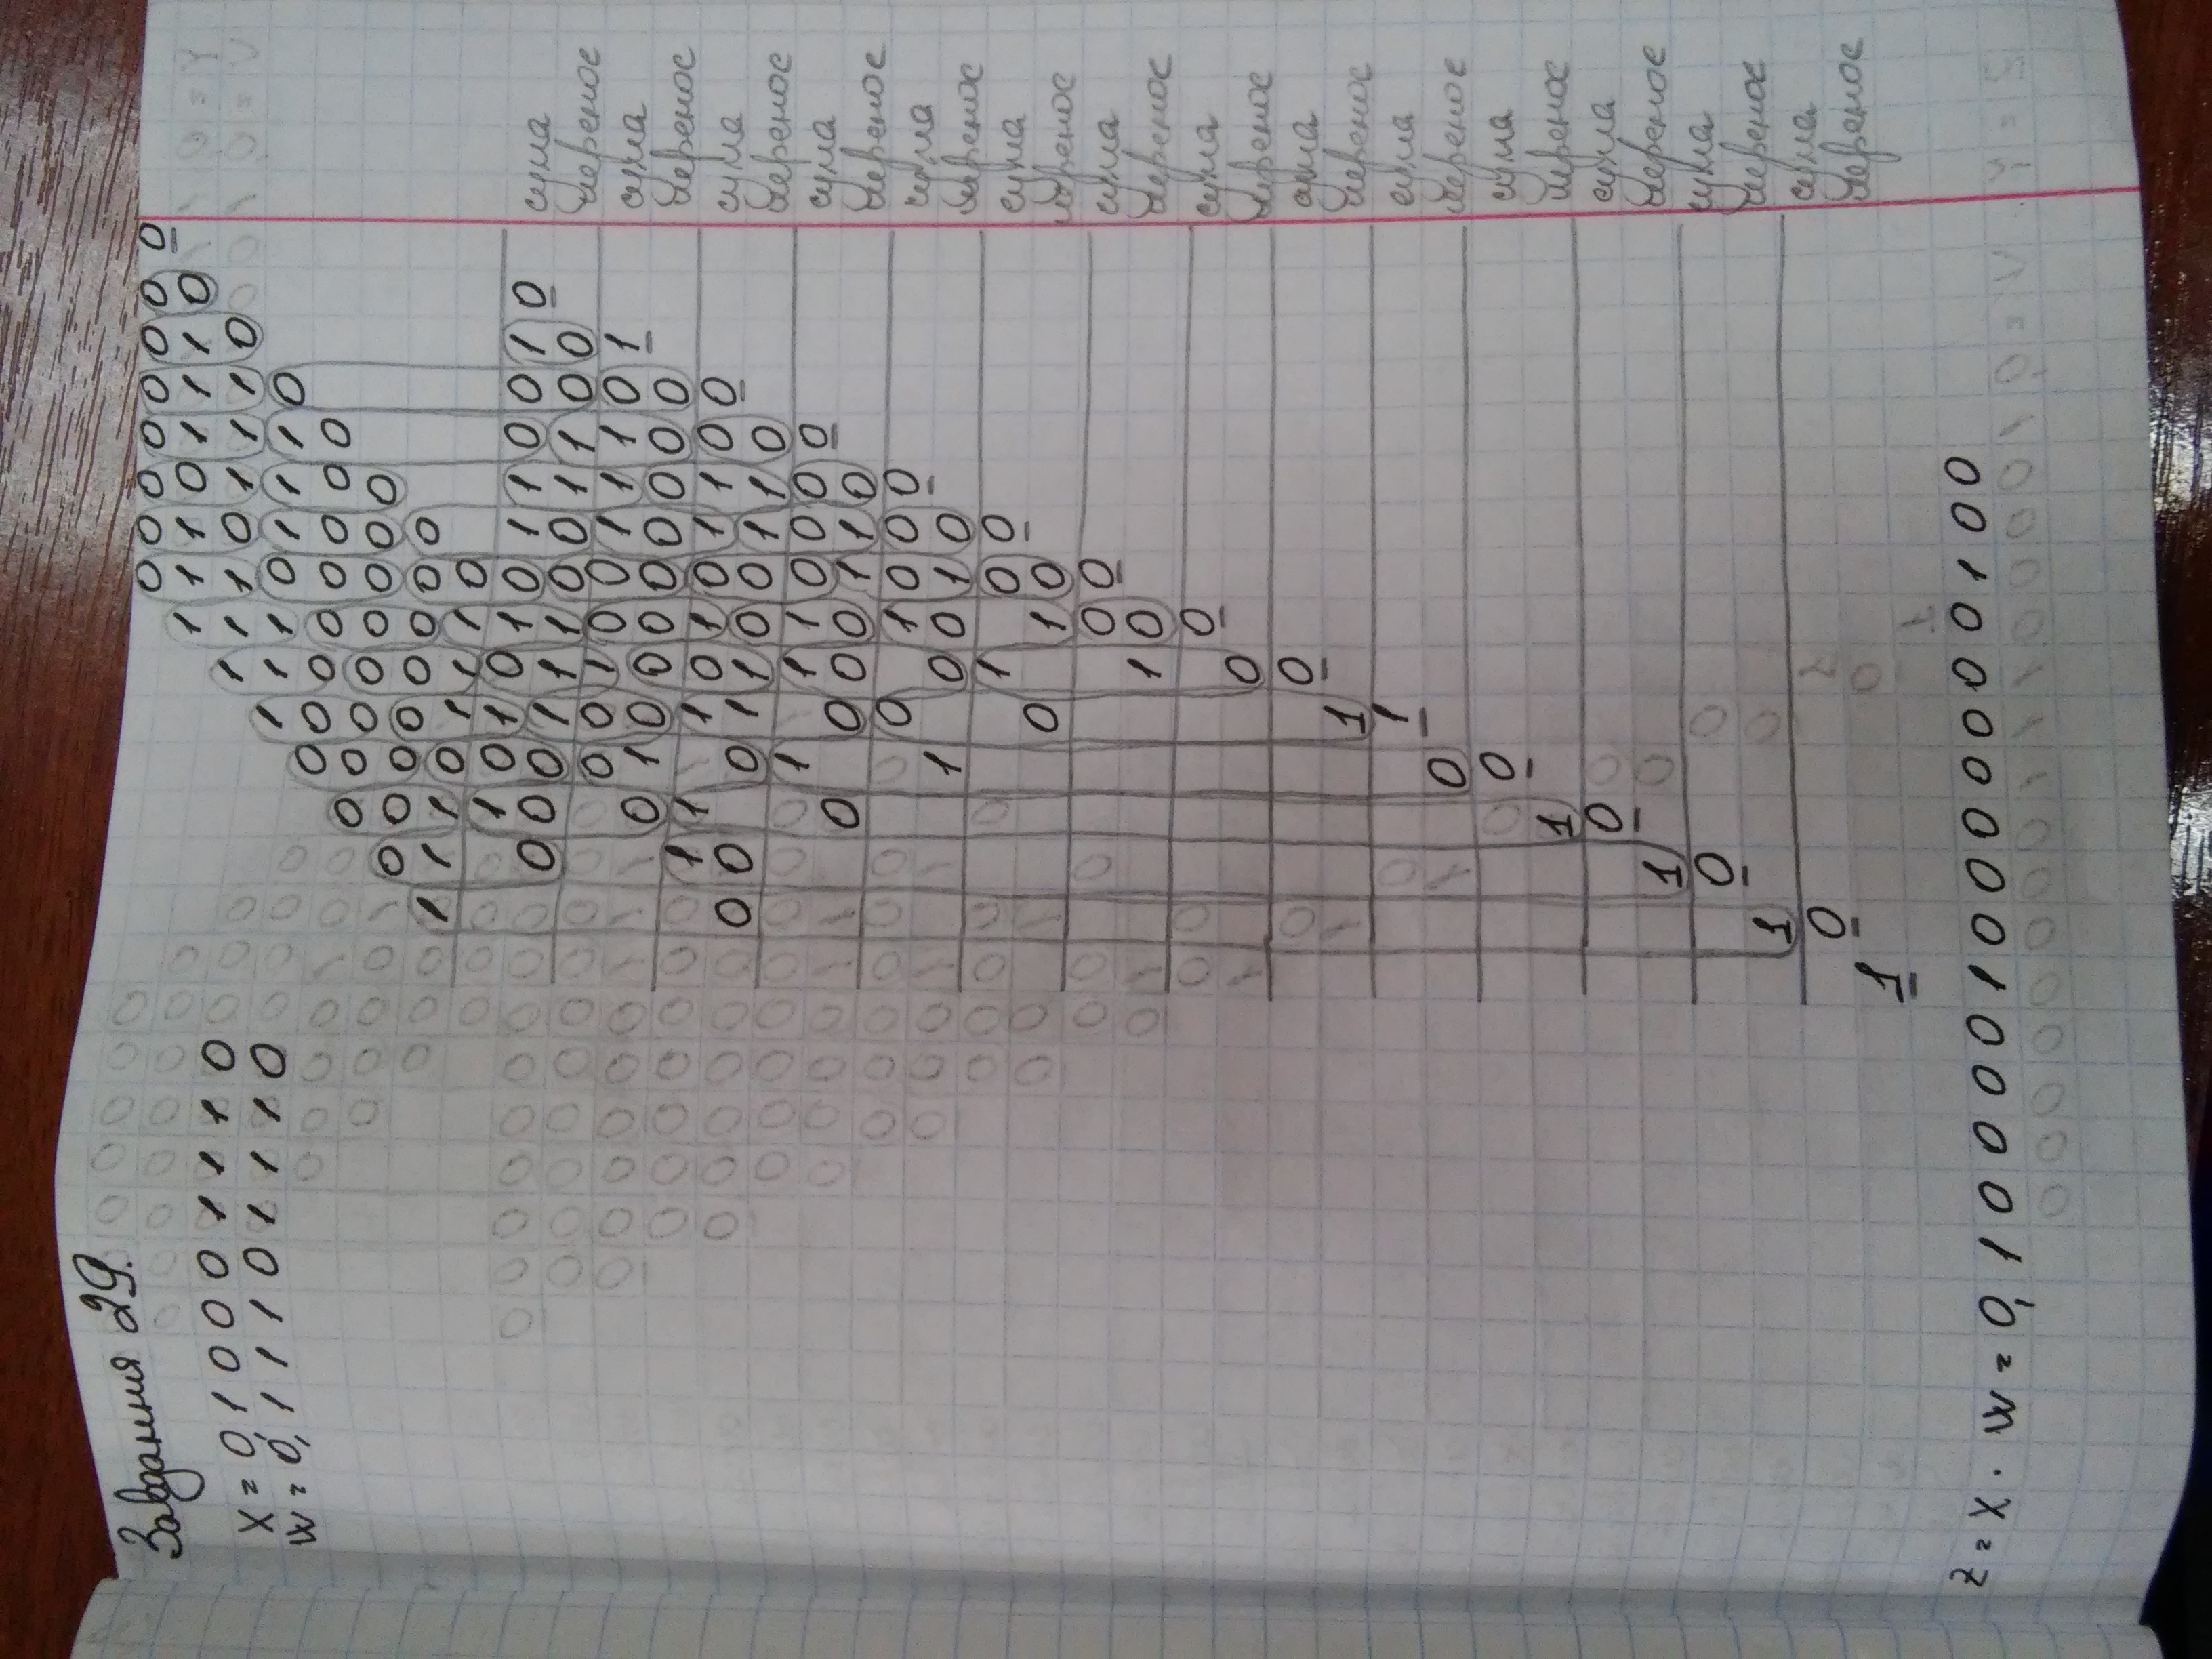 Завдання 29.
X = 0,10001110
W = 0,11101110
0 0 0 0 0 0 0 0
1 1 1 0 1 1 1 0
1 1 1 0 1 1 1 0
1 1 1 0 1 1 1 0
0 0 0 0 0 0 0 0
0 0 0 0 0 0 0 0
0 0 0 0 0 0 0 0
1 1 1 0 1 1 1 0
1 0 1 0 1 0 1 1 0 0 1 0 сума
0 0 0 1 1 1 0 0 1 1 0 0 перенос
0 0 1 0 0 1 1 1 0 1 сума
0 1 0 0 0 0 0 0 0 0 перенос
1 1 1 0 1 0 1 1 0 0 сума
0 0 0 1 1 0 0 1 1 0 перенос
1 1 1 0 0 0 0 сума
0 0 0 0 1 1 0 перенос
0 1 0 0 0 сума
1 0 0 1 0 перенос
1 0 0 сума
0 1 0 перенос
0 0 сума
1 0 перенос
0 сума
0 перенос
0 сума
1 перенос
1 сума
0 перенос
0 сума
1 перенос
0 сума
1 перенос
0 сума
1 перенос
0 сума
1 перенос
Z = X · W = 0,1000010000000100